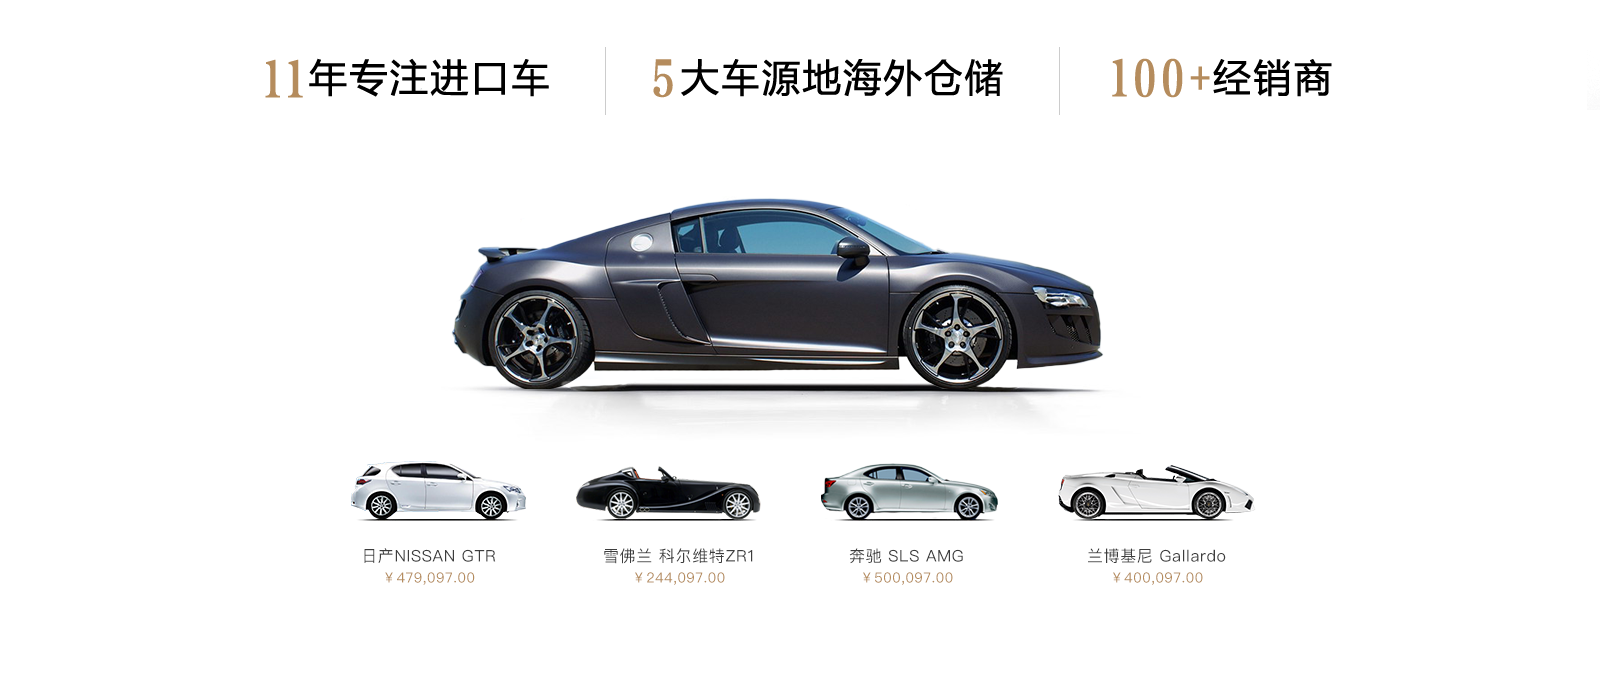 11年专注进口车
5大车源地海外仓储
100+经销商
日产NISSAN GTR
￥479,097.00
雪佛兰 科尔维特ZR1
￥244,097.00
奔驰 SLS AMG
￥500,097.00
兰博基尼 Gallardo
￥400,097.00